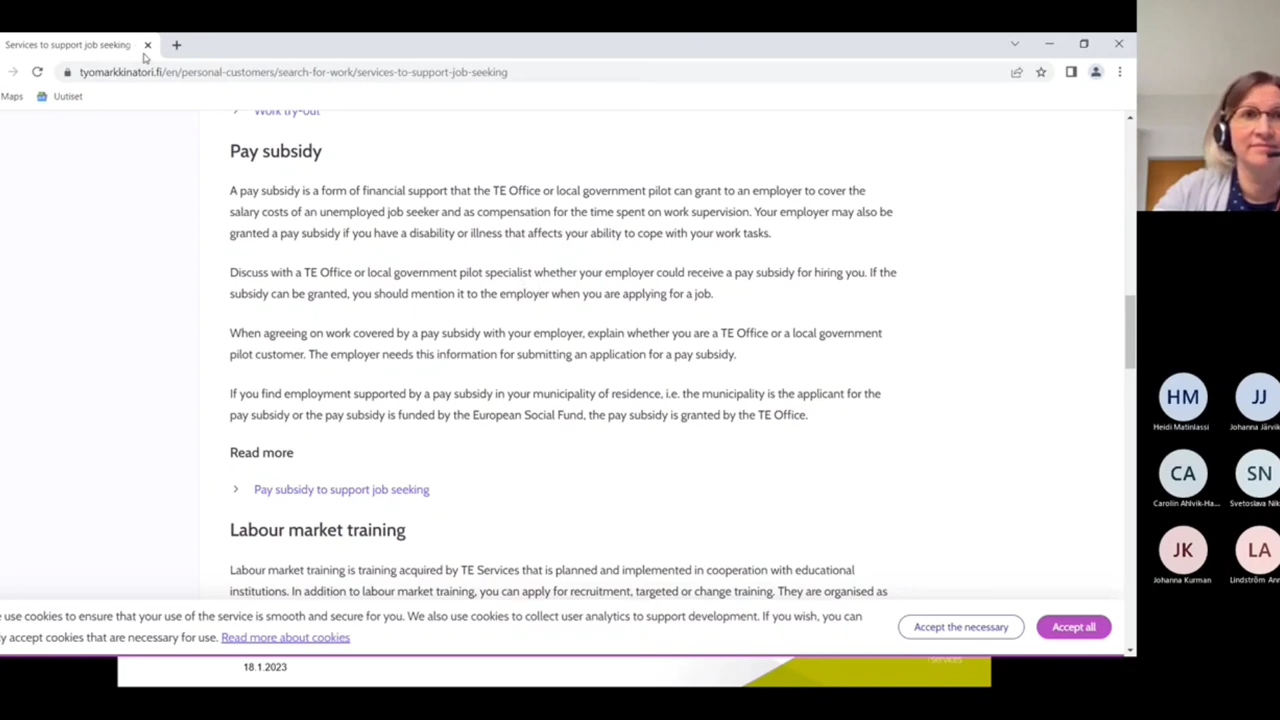 Services to support job seeking
tyomarkkinatori.fi/en/personal-customers/search-for-work/services-to-support-job-seeking
Maps Uutiset
Work try-out
Pay subsidy
A pay subsidy is a form of financial support that the TE Office or local government pilot can grant to an employer to cover the
salary costs of an unemployed job seeker and as compensation for the time spent on work supervision. Your employer may also be
granted a pay subsidy if you have a disability or illness that affects your ability to cope with your work tasks.
Discuss with a TE Office or local government pilot specialist whether your employer could receive a pay subsidy for hiring you. If the
subsidy can be granted, you should mention it to the employer when you are applying for a job.
When agreeing on work covered by a pay subsidy with your employer, explain whether you are a TE Office or a local government
pilot customer. The employer needs this information for submitting an application for a pay subsidy.
If you find employment supported by a pay subsidy in your municipality of residence, i.e. the municipality is the applicant for the
pay subsidy or the pay subsidy is funded by the European Social Fund, the pay subsidy is granted by the TE Office.
Read more
Pay subsidy to support job seeking
Labour market training
Labour market training is training acquired by TE Services that is planned and implemented in cooperation with educational
institutions. In addition to labour market training, you can apply for recruitment, targeted or change training. They are organised as
e use cookies to ensure that your use of the service is smooth and secure for you. We also use cookies to collect user analytics to support development. If you wish, you can
ly accept cookies that are necessary for use. Read more about cookies
Accept the necessary
Accept all
18.1.2023
Services
HM JJ
Heidi Matinlassi Johanna Järvik
CA SN
Carolin Ahlvik-Ha... Svetoslava Nik
JK LA
Johanna Kurman Lindström Ann